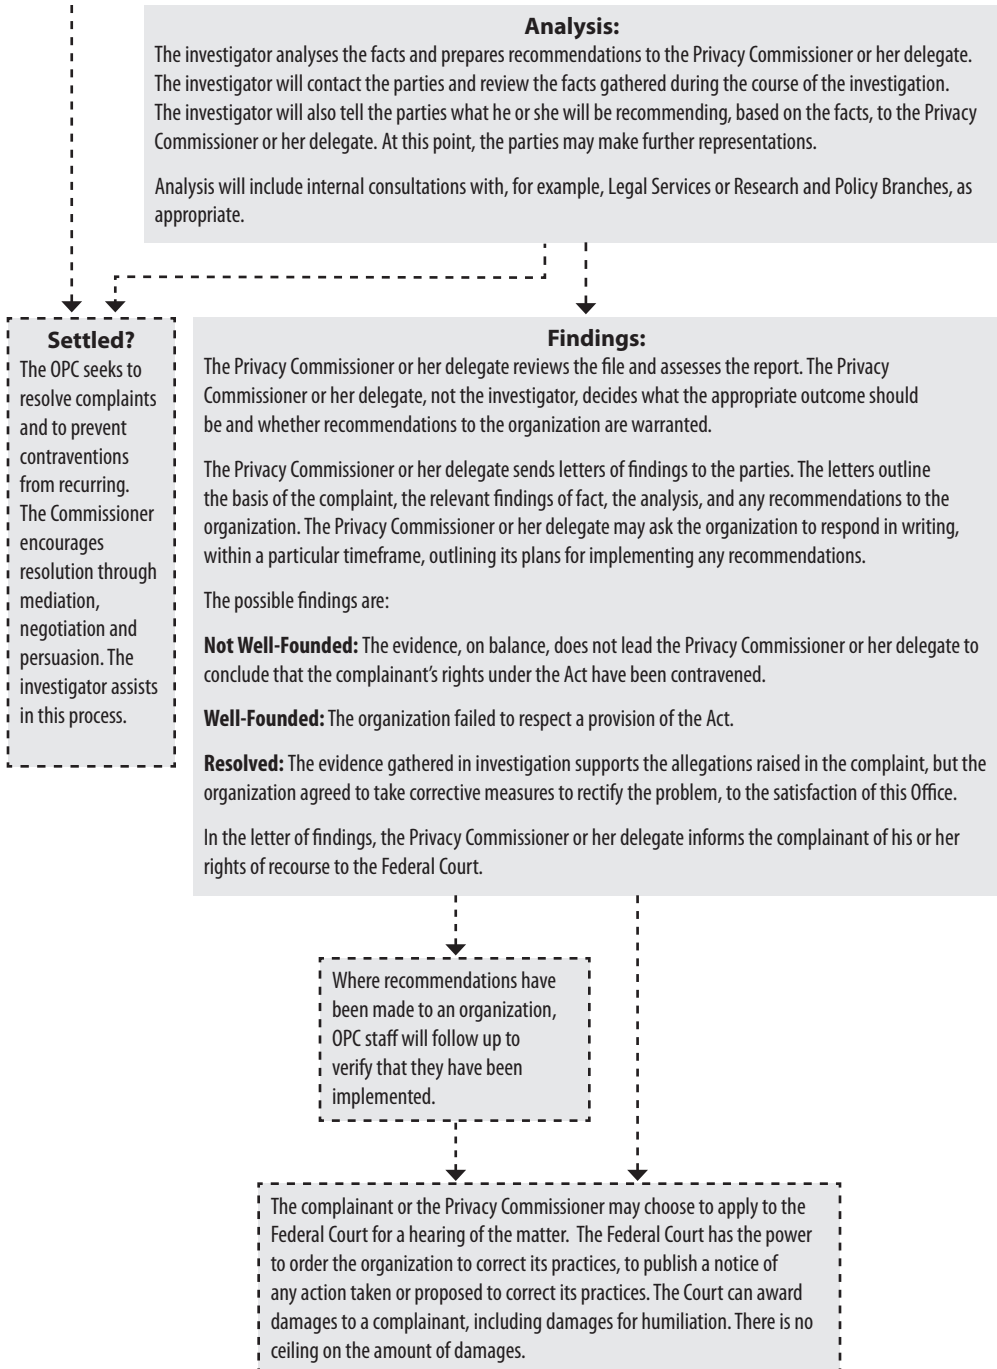 Analysis:
The investigator analyses the facts and prepares recommendations to the Privacy Commissioner or her delegate.
The investigator will contact the parties and review the facts gathered during the course of the investigation.
The investigator will also tell the parties what he or she will be recommending, based on the facts, to the Privacy
Commissioner or her delegate. At this point, the parties may make further representations.
Analysis will include internal consultations with, for example, Legal Services or Research and Policy Branches, as
appropriate.
Settled?
The OPC seeks to
resolve complaints
and to prevent
contraventions
from recurring.
The Commissioner
encourages
resolution through
mediation,
negotiation and
persuasion. The
investigator assists
in this process.
Findings:
The Privacy Commissioner or her delegate reviews the file and assesses the report. The Privacy
Commissioner or her delegate, not the investigator, decides what the appropriate outcome should
be and whether recommendations to the organization are warranted.
The Privacy Commissioner or her delegate sends letters of findings to the parties. The letters outline
the basis of the complaint, the relevant findings of fact, the analysis, and any recommendations to the
organization. The Privacy Commissioner or her delegate may ask the organization to respond in writing,
within a particular timeframe, outlining its plans for implementing any recommendations.
The possible findings are:
Not Well-Founded: The evidence, on balance, does not lead the Privacy Commissioner or her delegate to
conclude that the complainant's rights under the Act have been contravened.
Well-Founded: The organization failed to respect a provision of the Act.
Resolved: The evidence gathered in investigation supports the allegations raised in the complaint, but the
organization agreed to take corrective measures to rectify the problem, to the satisfaction of this Office.
In the letter of findings, the Privacy Commissioner or her delegate informs the complainant of his or her
rights of recourse to the Federal Court.
Where recommendations have
been made to an organization,
OPC staff will follow up to
verify that they have been
implemented.
The complainant or the Privacy Commissioner may choose to apply to the
Federal Court for a hearing of the matter. The Federal Court has the power
to order the organization to correct its practices, to publish a notice of
any action taken or proposed to correct its practices. The Court can award
damages to a complainant, including damages for humiliation. There is no
ceiling on the amount of damages.